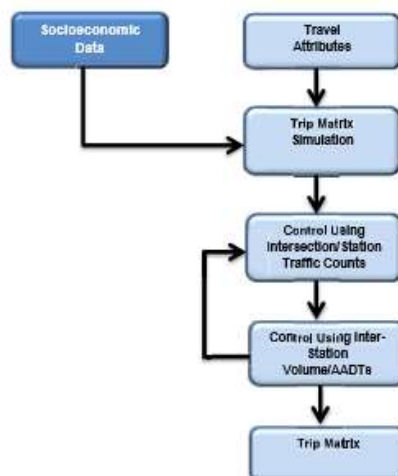 Socioeconomic
Data
Travel
Attributes
Trip Matrix
Simulation
Control Using
Intersection/Station
Traffic Counts
Control Using Inter-
Station
Volume/AADTs
Trip Matrix